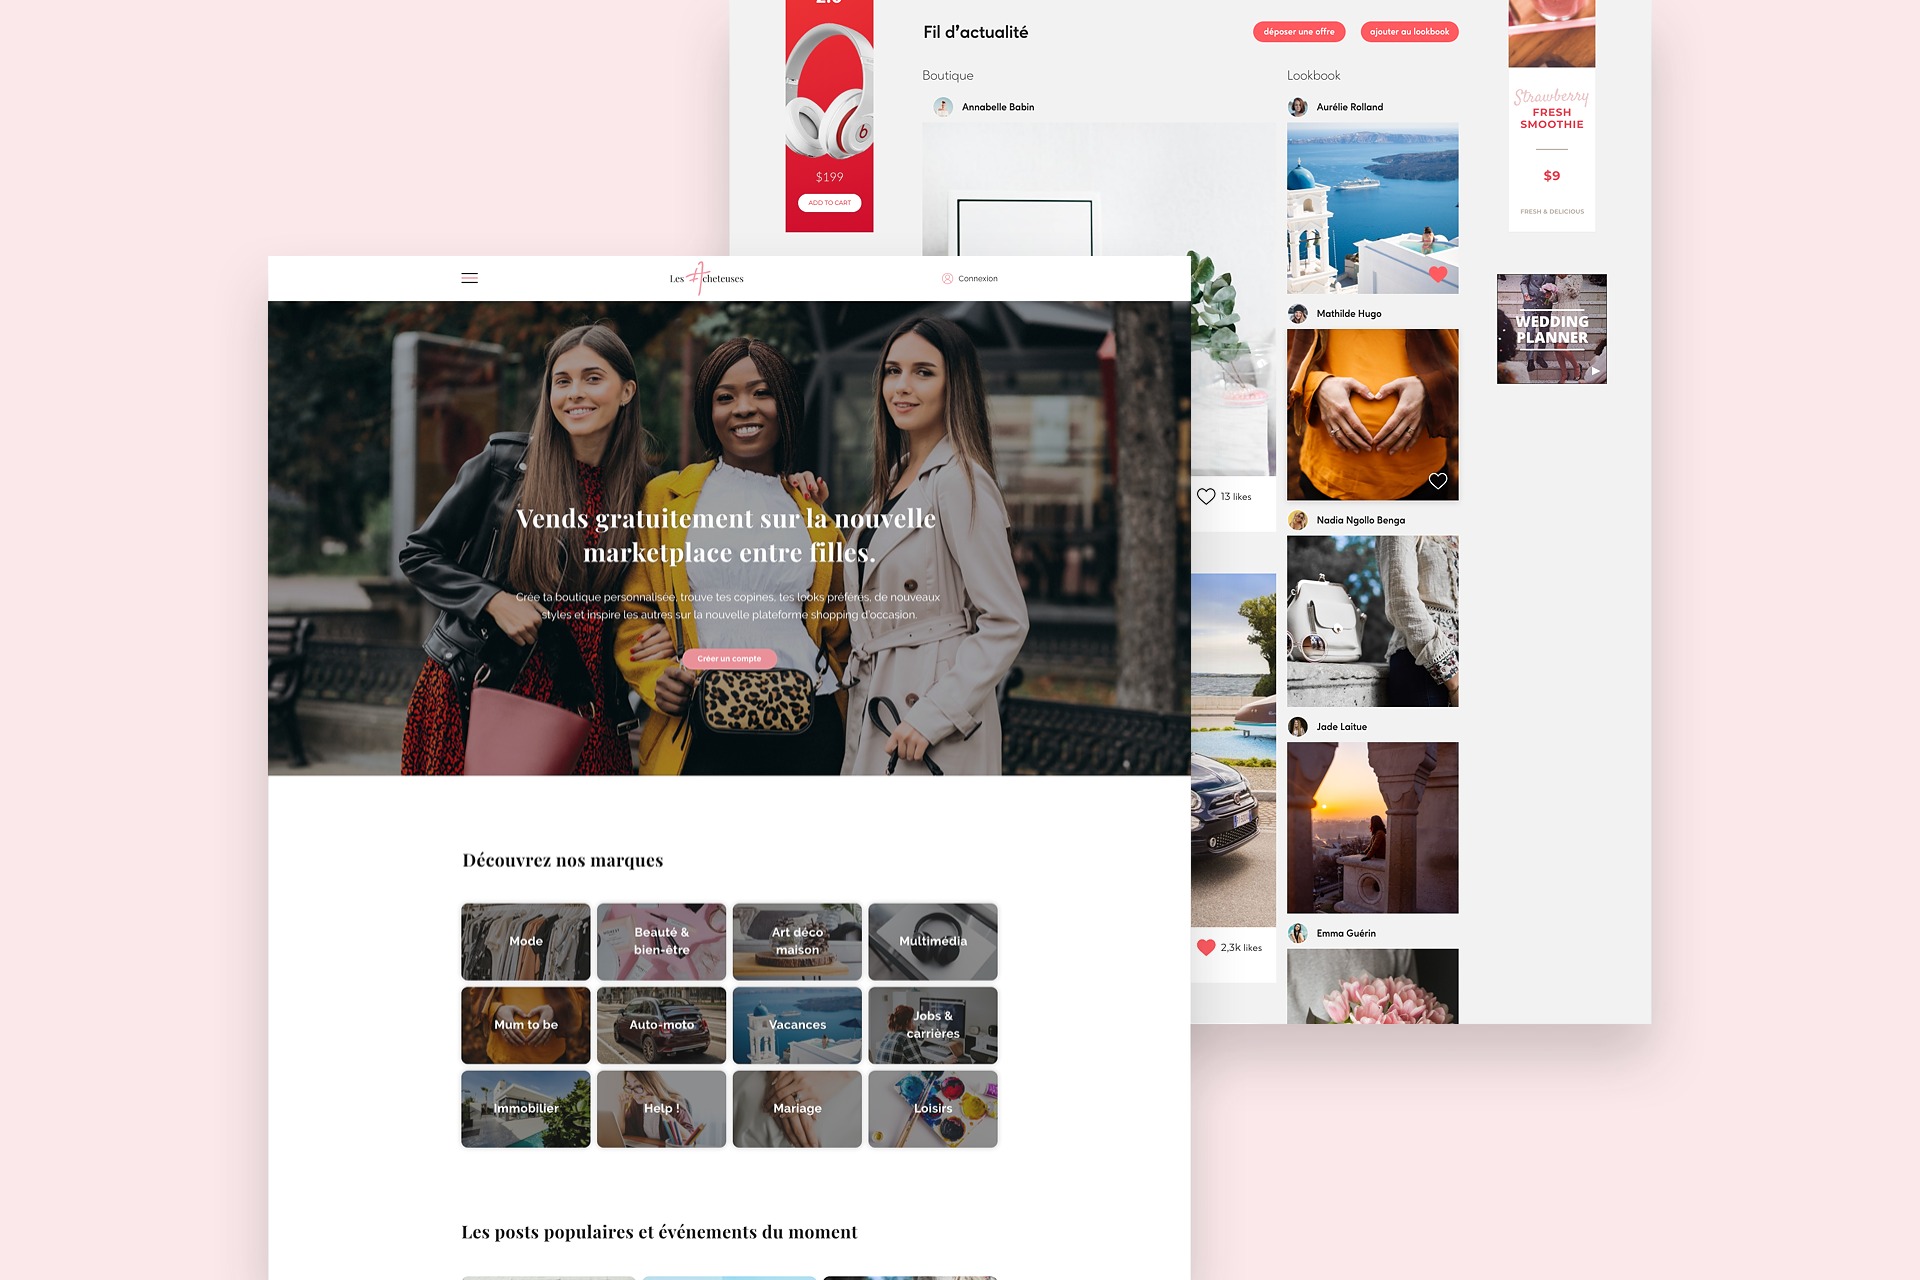 Fil d'actualité
déposer une offre
ajouter au lookbook
Boutique
Lookbook
Annabelle Babin
Aurélie Rolland
$199
ADD TO CART
Strawberry
FRESH
SMOOTHIE
$9
FRESH & DELICIOUS
Mathilde Hugo
WEDDING
PLANNER
13 likes
Nadia Ngollo Benga
Jade Laitue
Emma Guérin
2,3k likes
Les Acheteuses
Connexion
Vends gratuitement sur la nouvelle
marketplace entre filles.
Crée ta boutique personnalisée, trouve tes copines, tes looks préférés, de nouveaux
styles et inspire les autres sur la nouvelle plateforme shopping d'occasion.
Créer un compte
Découvrez nos marques
Mode
Beauté &
bien-être
Art déco
maison
Multimédia
Mum to be
Auto-moto
Vacances
Jobs &
carrières
Immobilier
Help !
Mariage
Loisirs
Les posts populaires et événements du moment